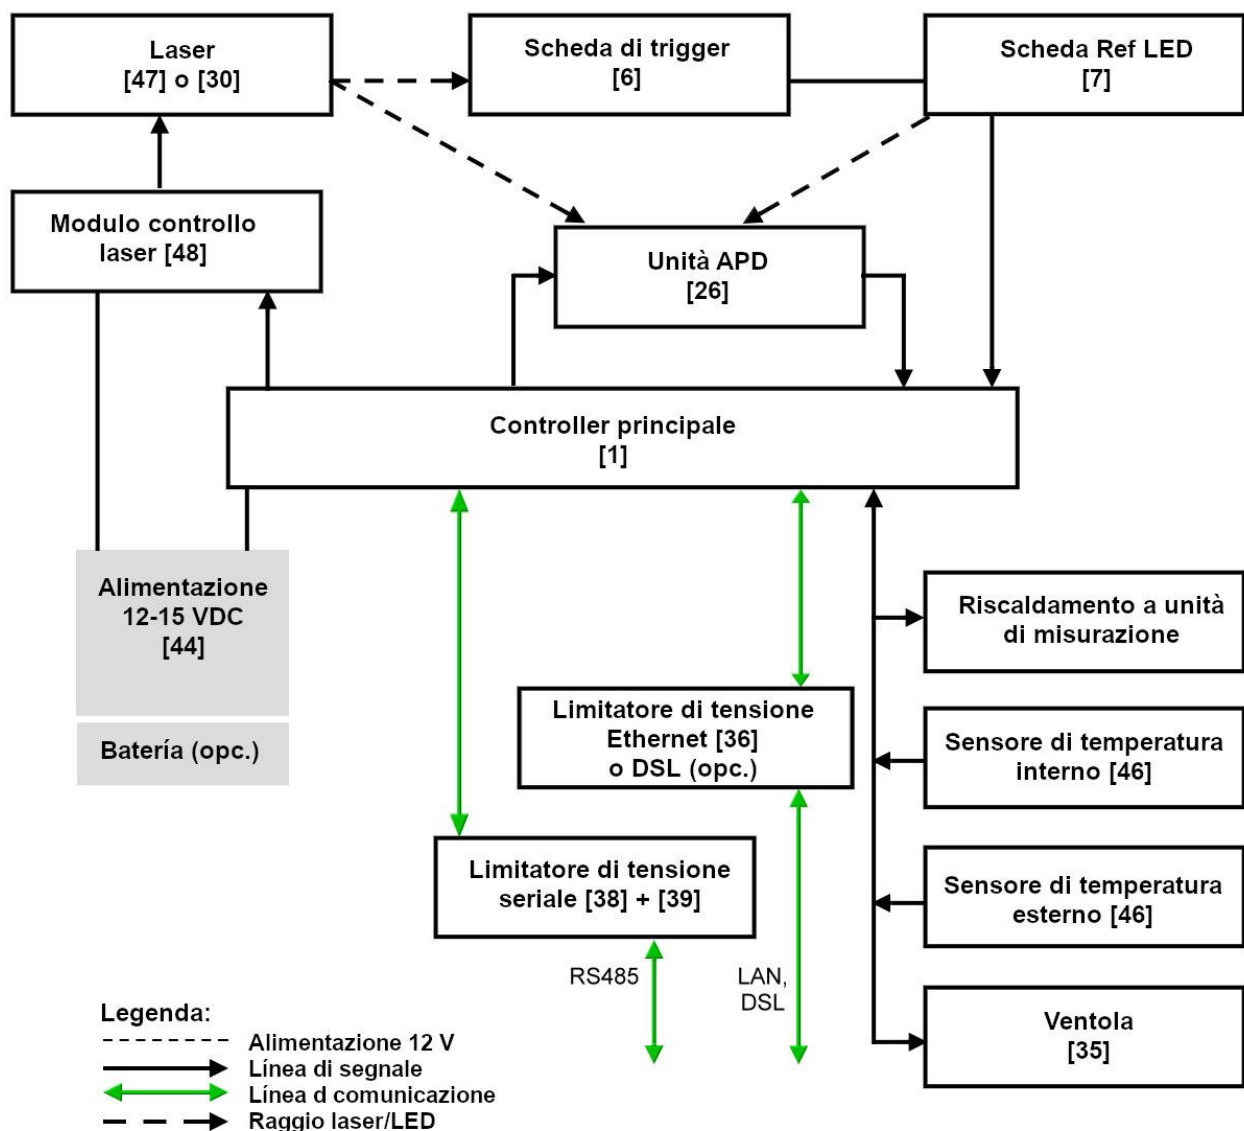 Laser
[47] o [30]
Scheda di trigger
[6]
Scheda Ref LED
[7]
Modulo controllo
laser [48]
Unità APD
[26]
Controller principale
[1]
Alimentazione
12-15 VDC
[44]
Batería (opc.)
Riscaldamento a unità
di misurazione
Limitatore di tensione
Ethernet [36]
o DSL (opc.)
Sensore di temperatura
interno [46]
Limitatore di tensione
seriale [38] + [39]
Sensore di temperatura
esterno [46]
RS485
LAN,
DSL
Ventola
[35]
Legenda:
Alimentazione 12 V
Línea di segnale
Línea d comunicazione
Raggio laser/LED